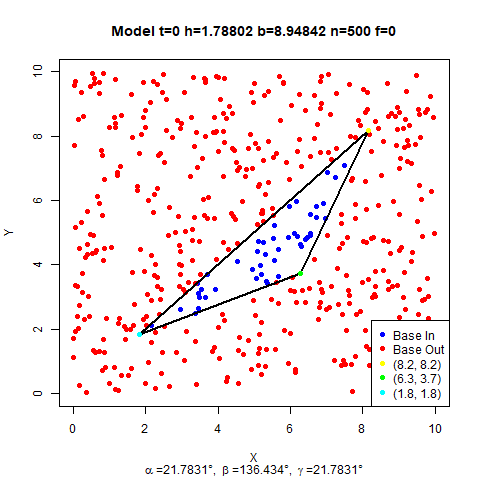 Model t=0 h=1.78802 b=8.94842 n=500 f=0
10
8
6
4
2
0
Y
Base In
Base Out
(8.2, 8.2)
(6.3, 3.7)
(1.8, 1.8)
0 2 4 6 8 10
X
α=21.7831°, β=136.434°, γ=21.7831°